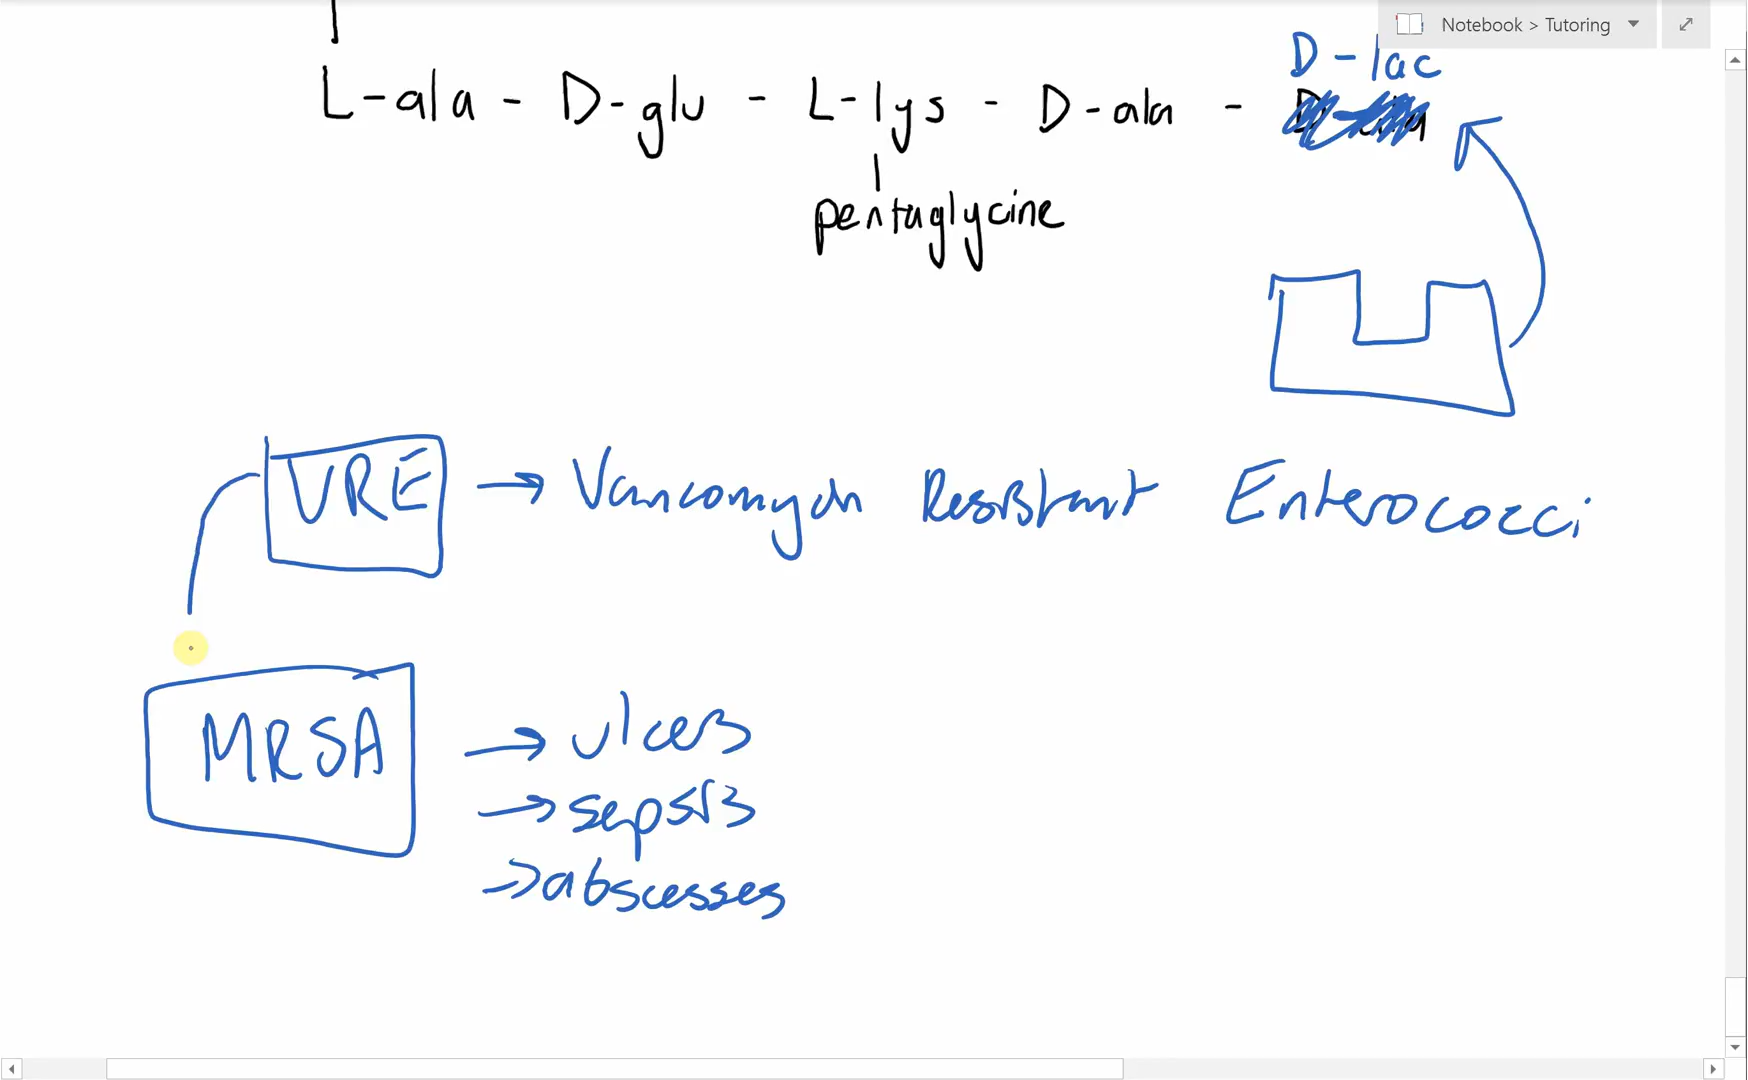 Notebook > Tutoring
D-lac
L-ala - D-glu - L-lys - D-ala -
pentaglycine
VRE → Vancomycin Resistant Enterococci
MRSA → ulcers
→ sepsis
→ abscesses